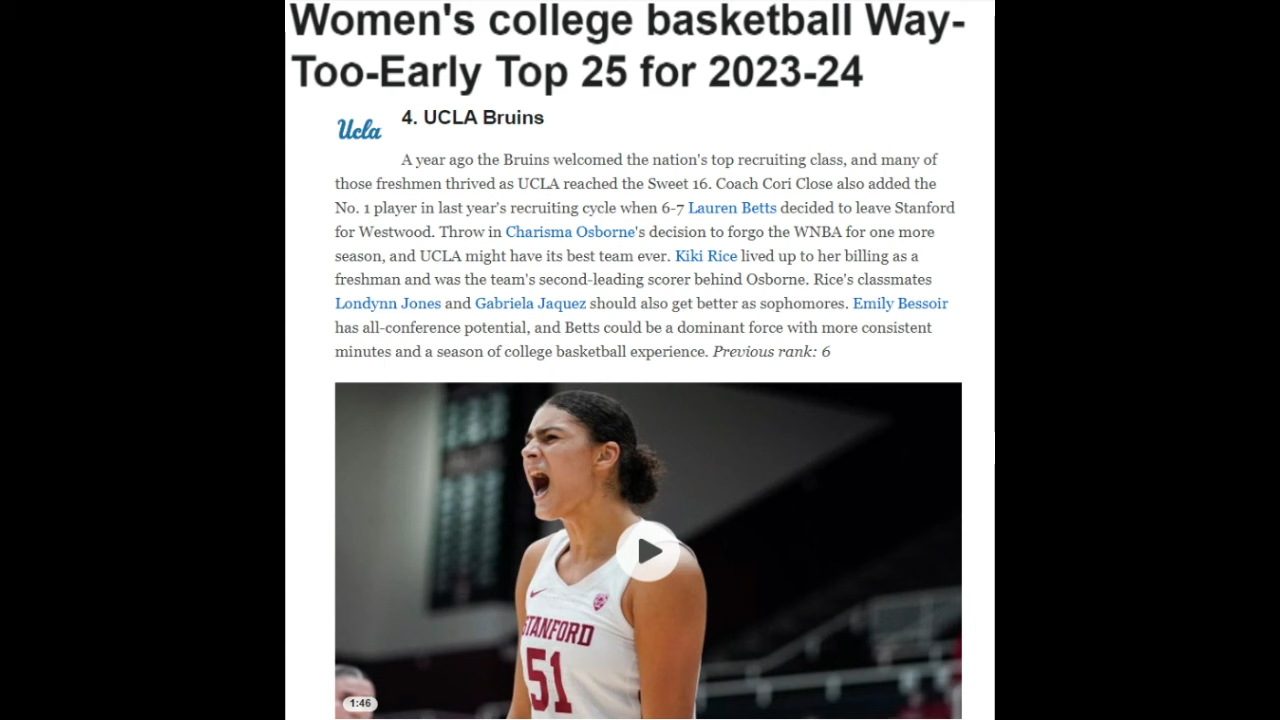 Women's college basketball Way-
Too-Early Top 25 for 2023-24
Ucla
4. UCLA Bruins
A year ago the Bruins welcomed the nation's top recruiting class, and many of
those freshmen thrived as UCLA reached the Sweet 16. Coach Cori Close also added the
No. 1 player in last year's recruiting cycle when 6-7 Lauren Betts decided to leave Stanford
for Westwood. Throw in Charisma Osborne's decision to forgo the WNBA for one more
season, and UCLA might have its best team ever. Kiki Rice lived up to her billing as a
freshman and was the team's second-leading scorer behind Osborne. Rice's classmates
Londynn Jones and Gabriela Jaquez should also get better as sophomores. Emily Bessoir
has all-conference potential, and Betts could be a dominant force with more consistent
minutes and a season of college basketball experience. Previous rank: 6
STANFORD
51
1:46